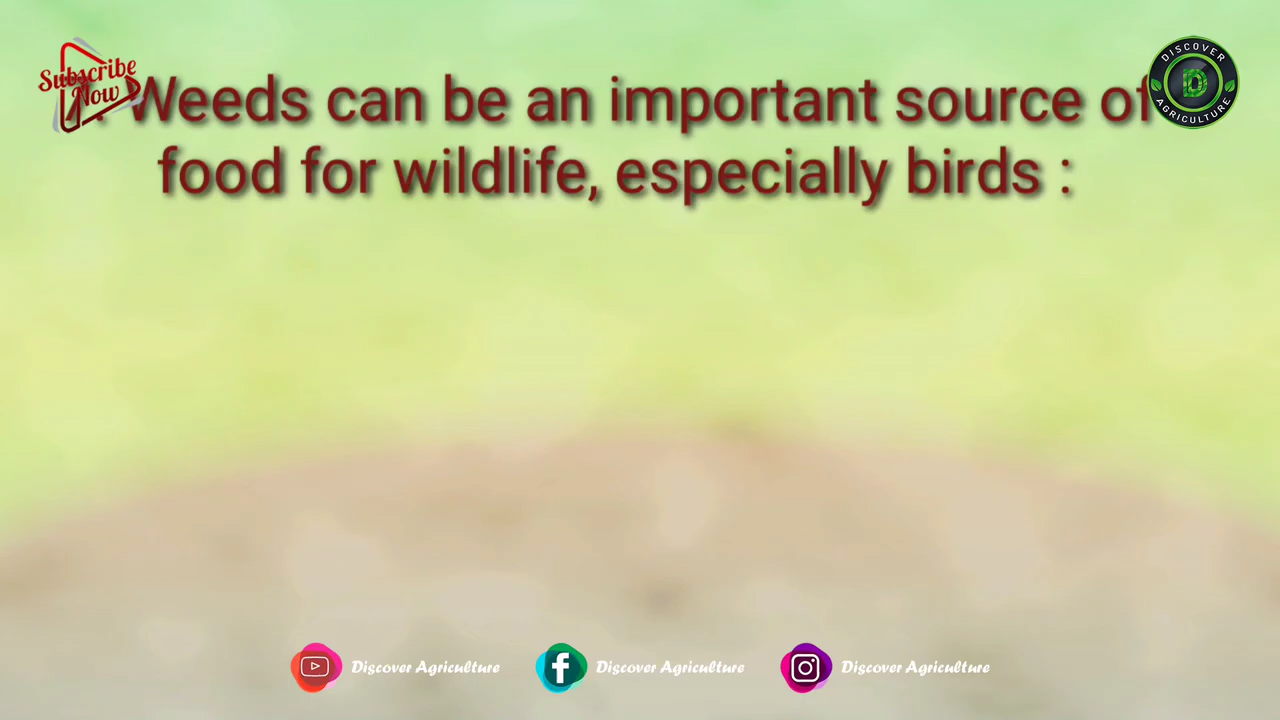 Subscribe
Now
Weeds can be an important source of
food for wildlife, especially birds :
DISCOVER
D
AGRICULTURE
Discover Agriculture
Discover Agriculture
Discover Agriculture